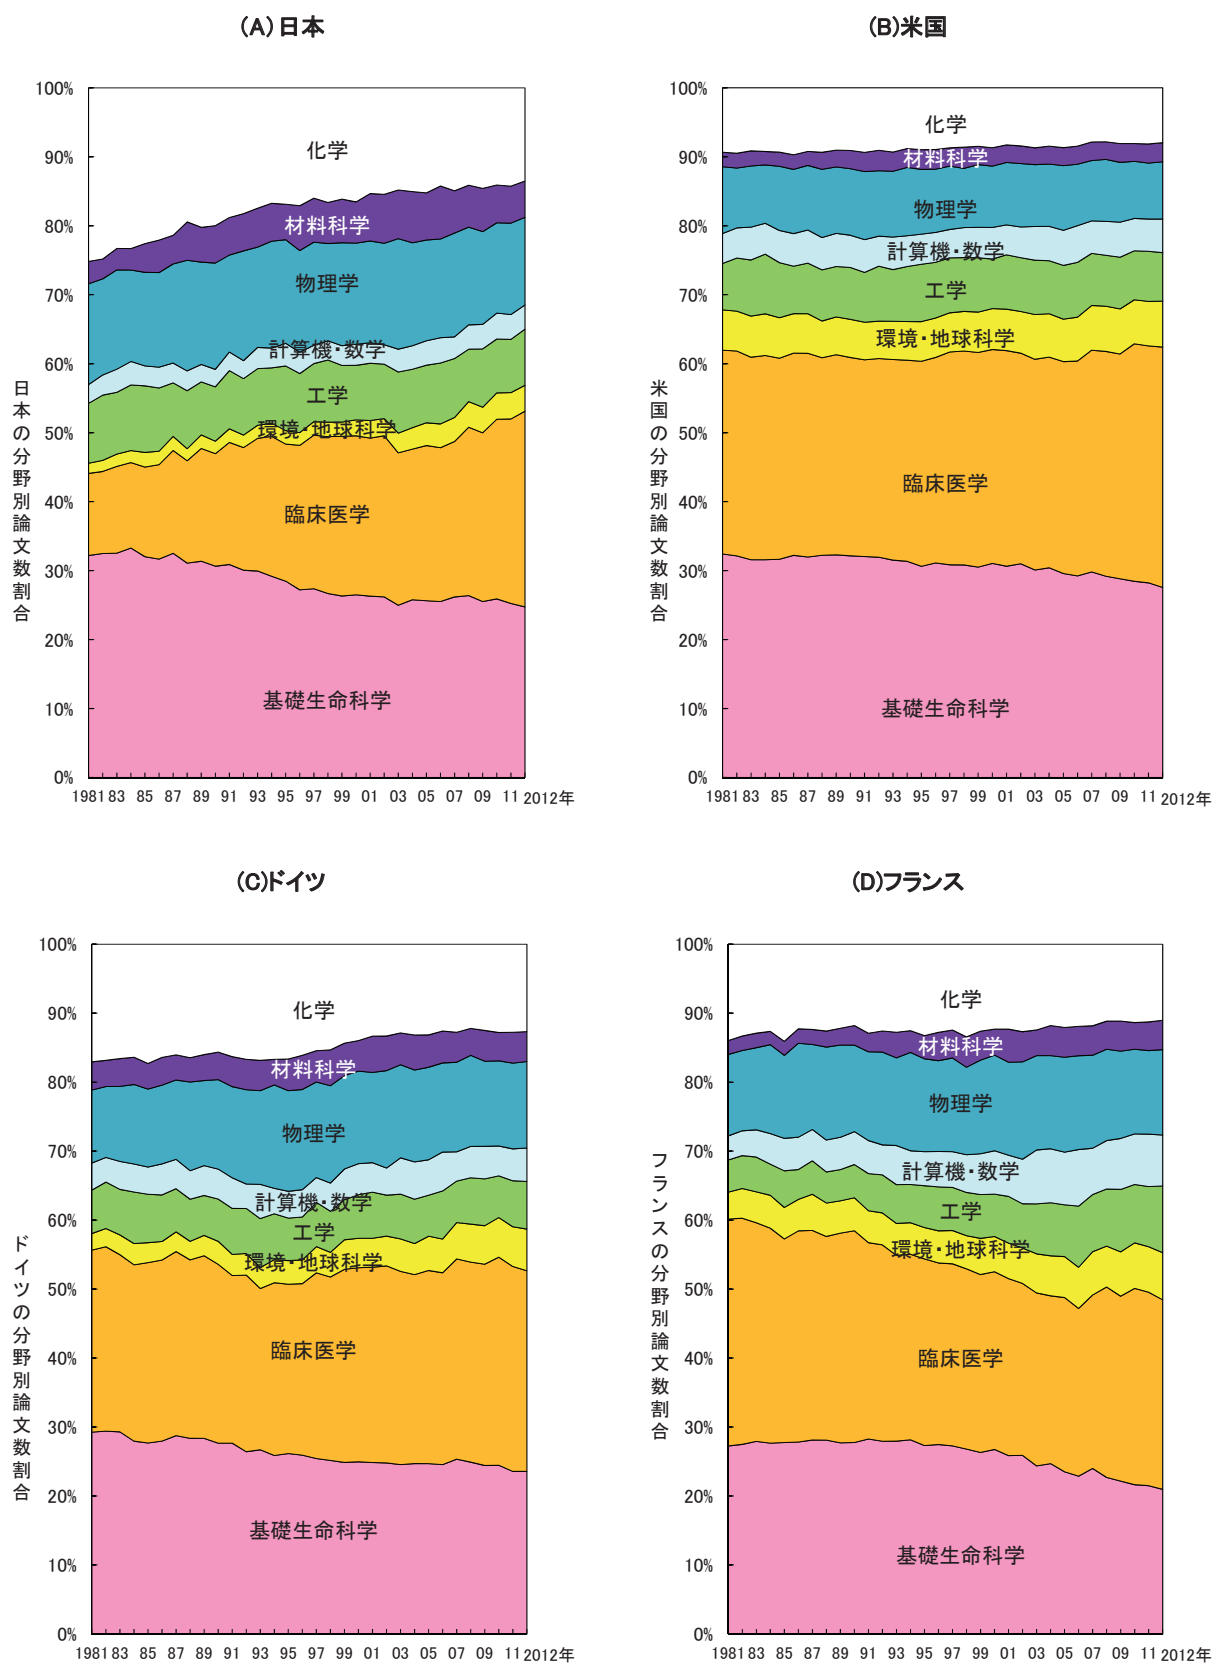 (A)日本
100%
90%
80%
70%
60%
50%
40%
30%
20%
10%
0%
日本の分野別論文数割合
化学
材料科学
物理学
計算機・数学
工学
環境・地球科学
臨床医学
基礎生命科学
1981 83 85 87 89 91 93 95 97 99 01 03 05 07 09 11 2012年
(B)米国
100%
90%
80%
70%
60%
50%
40%
30%
20%
10%
0%
米国の分野別論文数割合
化学
材料科学
物理学
計算機・数学
工学
環境・地球科学
臨床医学
基礎生命科学
1981 83 85 87 89 91 93 95 97 99 01 03 05 07 09 11 2012年
(C)ドイツ
100%
90%
80%
70%
60%
50%
40%
30%
20%
10%
0%
ドイツの分野別論文数割合
化学
材料科学
物理学
計算機・数学
工学
環境・地球科学
臨床医学
基礎生命科学
1981 83 85 87 89 91 93 95 97 99 01 03 05 07 09 11 2012年
(D)フランス
100%
90%
80%
70%
60%
50%
40%
30%
20%
10%
0%
フランスの分野別論文数割合
化学
材料科学
物理学
計算機・数学
工学
環境・地球科学
臨床医学
基礎生命科学
1981 83 85 87 89 91 93 95 97 99 01 03 05 07 09 11 2012年